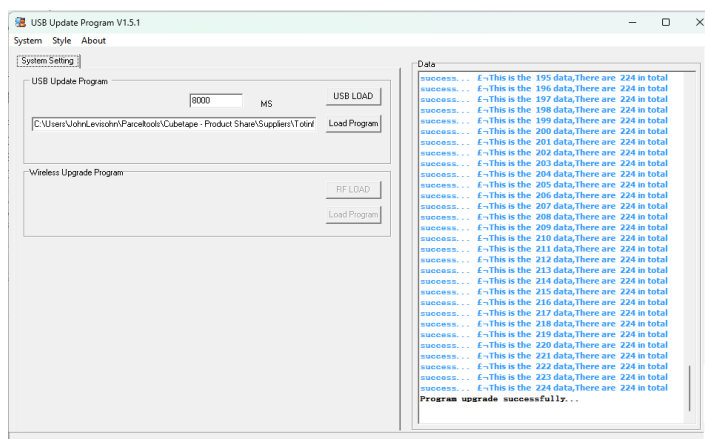 USB Update Program V1.5.1
System Style About
System Setting
USB Update Program
8000 MS USB LOAD
C:\Users\JohnLevisohn\Parceltools\Cubetape - Product Share\Suppliers\Totinf Load Program
Wireless Upgrade Program
RF LOAD
Load Program
Data
success... £¬This is the 195 data,There are 224 in total
success... £¬This is the 196 data,There are 224 in total
success... £¬This is the 197 data,There are 224 in total
success... £¬This is the 198 data,There are 224 in total
success... £¬This is the 199 data,There are 224 in total
success... £¬This is the 200 data,There are 224 in total
success... £¬This is the 201 data,There are 224 in total
success... £¬This is the 202 data,There are 224 in total
success... £¬This is the 203 data,There are 224 in total
success... £¬This is the 204 data,There are 224 in total
success... £¬This is the 205 data,There are 224 in total
success... £¬This is the 206 data,There are 224 in total
success... £¬This is the 207 data,There are 224 in total
success... £¬This is the 208 data,There are 224 in total
success... £¬This is the 209 data,There are 224 in total
success... £¬This is the 210 data,There are 224 in total
success... £¬This is the 211 data,There are 224 in total
success... £¬This is the 212 data,There are 224 in total
success... £¬This is the 213 data,There are 224 in total
success... £¬This is the 214 data,There are 224 in total
success... £¬This is the 215 data,There are 224 in total
success... £¬This is the 216 data,There are 224 in total
success... £¬This is the 217 data,There are 224 in total
success... £¬This is the 218 data,There are 224 in total
success... £¬This is the 219 data,There are 224 in total
success... £¬This is the 220 data,There are 224 in total
success... £¬This is the 221 data,There are 224 in total
success... £¬This is the 222 data,There are 224 in total
success... £¬This is the 223 data,There are 224 in total
success... £¬This is the 224 data,There are 224 in total
Program upgrade successfully...